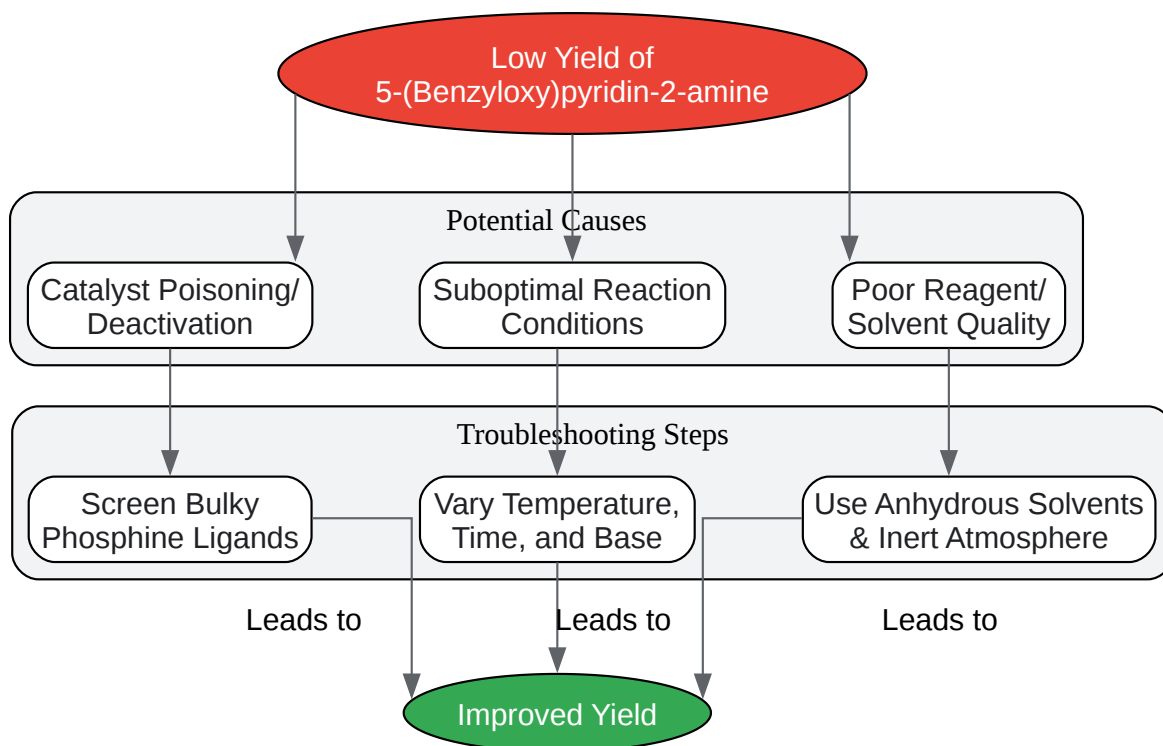 Low Yield of
5-(Benzyloxy)pyridin-2-amine
Potential Causes
Catalyst Poisoning/
Deactivation
Suboptimal Reaction
Conditions
Poor Reagent/
Solvent Quality
Troubleshooting Steps
Screen Bulky
Phosphine Ligands
Vary Temperature,
Time, and Base
Use Anhydrous Solvents
& Inert Atmosphere
Leads to
Leads to
Leads to
Improved Yield